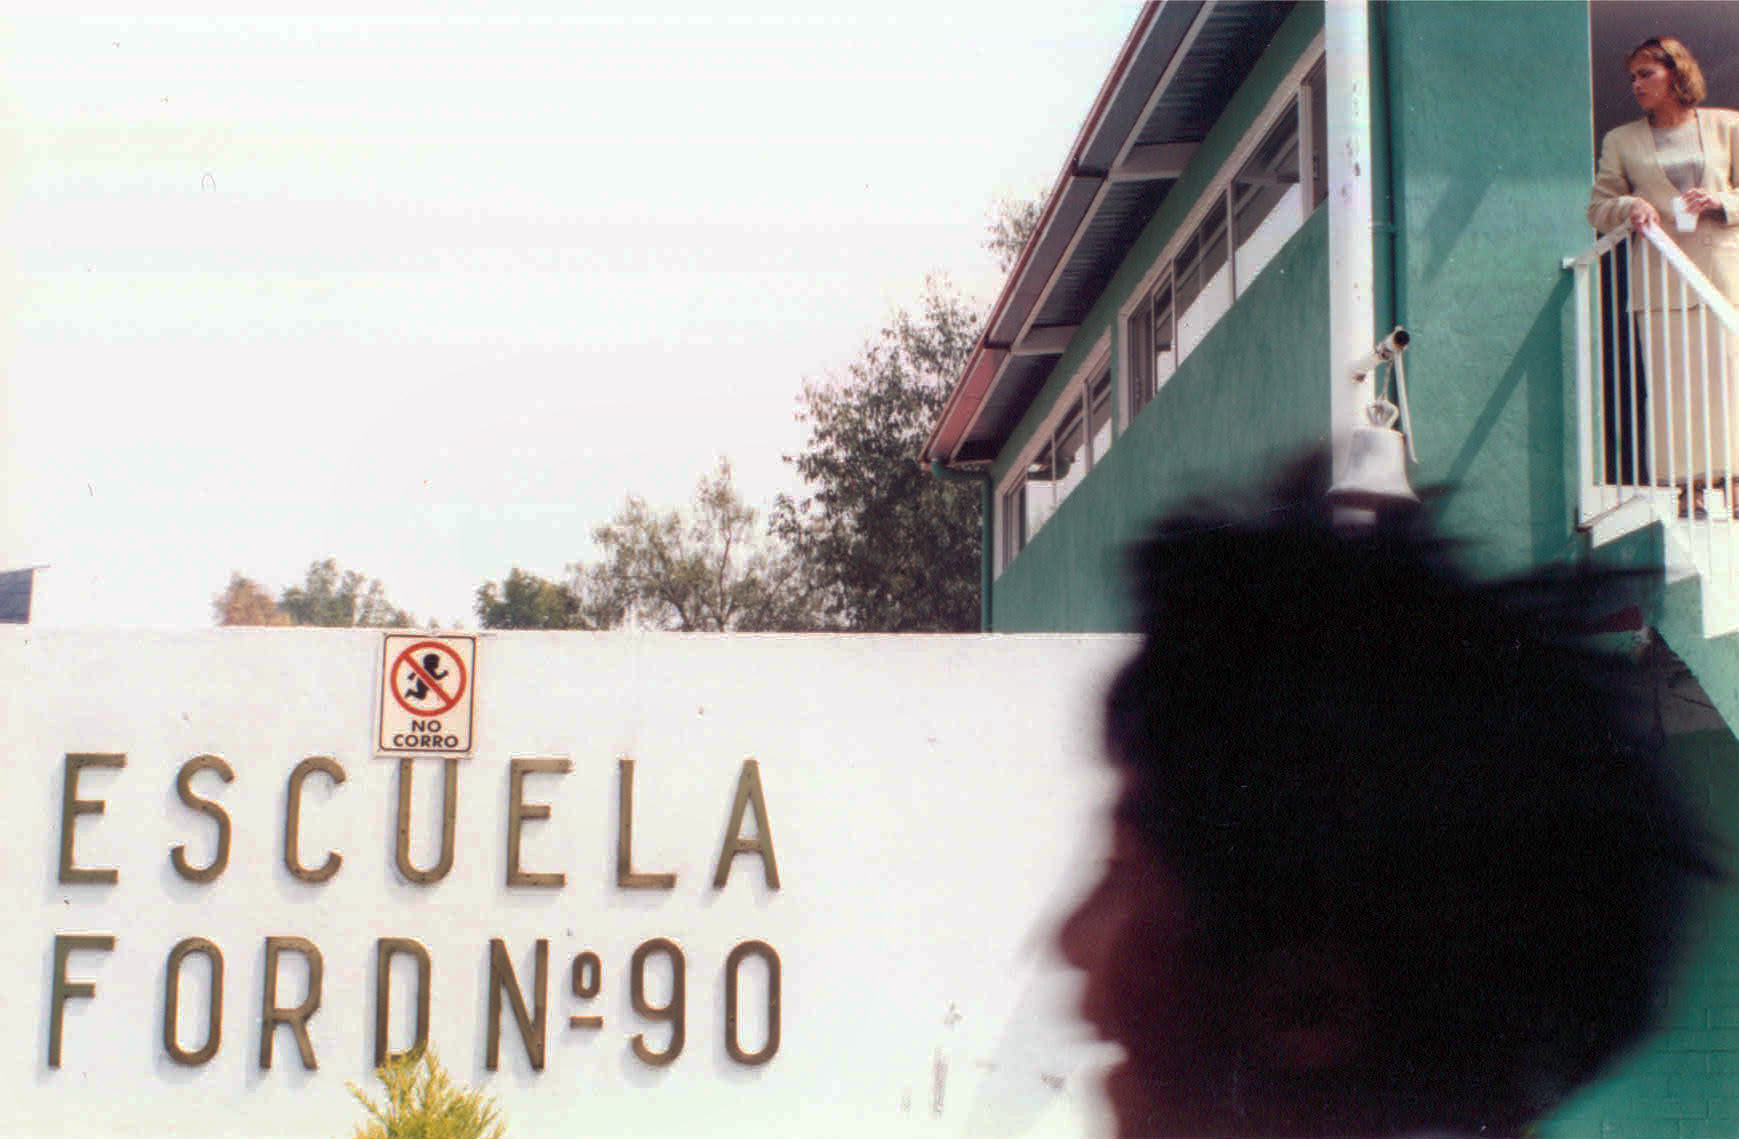 NO
CORRO
ESCUELA
FORD Nº 90